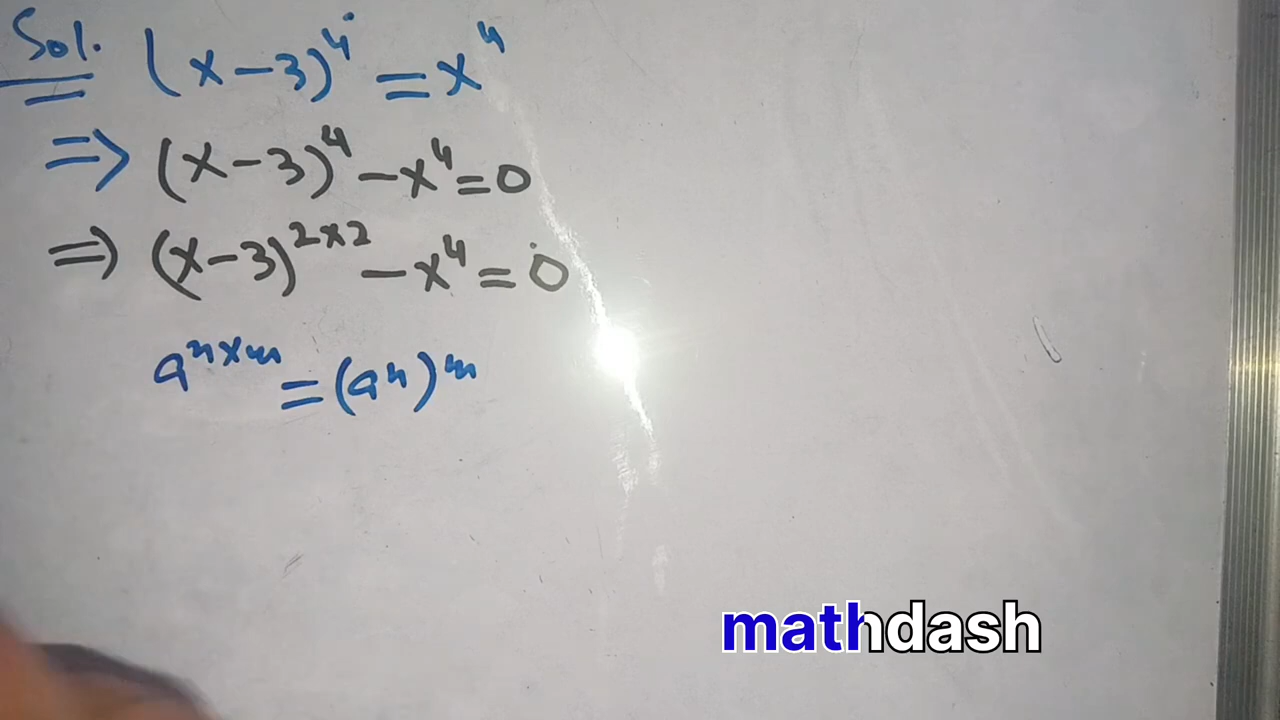 Sol. (x-3)⁴ = x⁴
=> (x-3)⁴ - x⁴ = 0
=> (x-3)²ˣ² - x⁴ = 0
aⁿˣᵐ = (aⁿ)ᵐ
mathdash